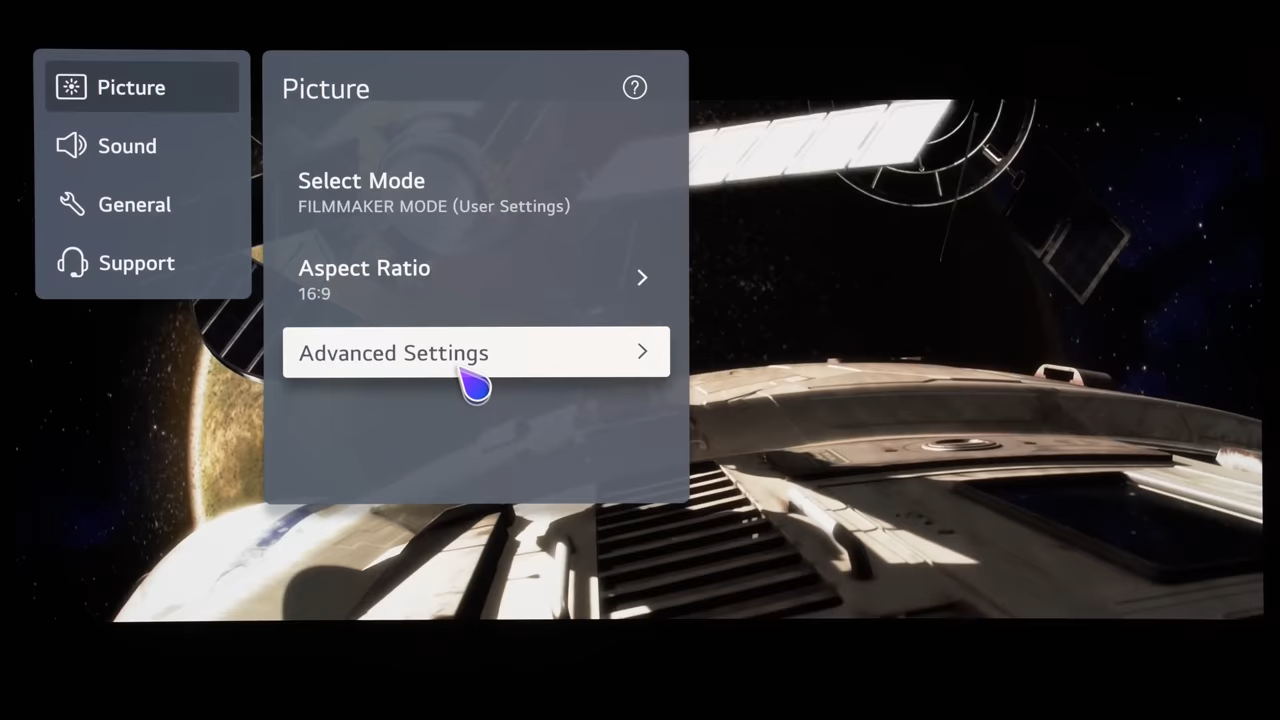 Picture
Sound
General
Support
Picture
Select Mode
FILMMAKER MODE (User Settings)
Aspect Ratio
16:9
Advanced Settings